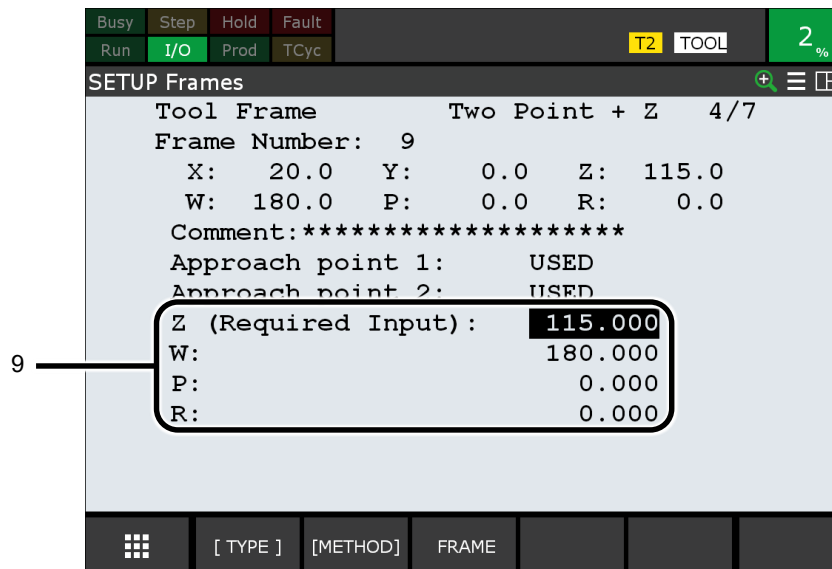 Busy Step Hold Fault
Run I/O Prod TCyc T2 TOOL 2 %
SETUP Frames
Tool Frame Two Point + Z 4/7
Frame Number: 9
X: 20.0 Y: 0.0 Z: 115.0
W: 180.0 P: 0.0 R: 0.0
Comment:********************
Approach point 1: USED
Approach point 2: USED
Z (Required Input): 115.000
W: 180.000
9
P: 0.000
R: 0.000
[ TYPE ] [METHOD] FRAME